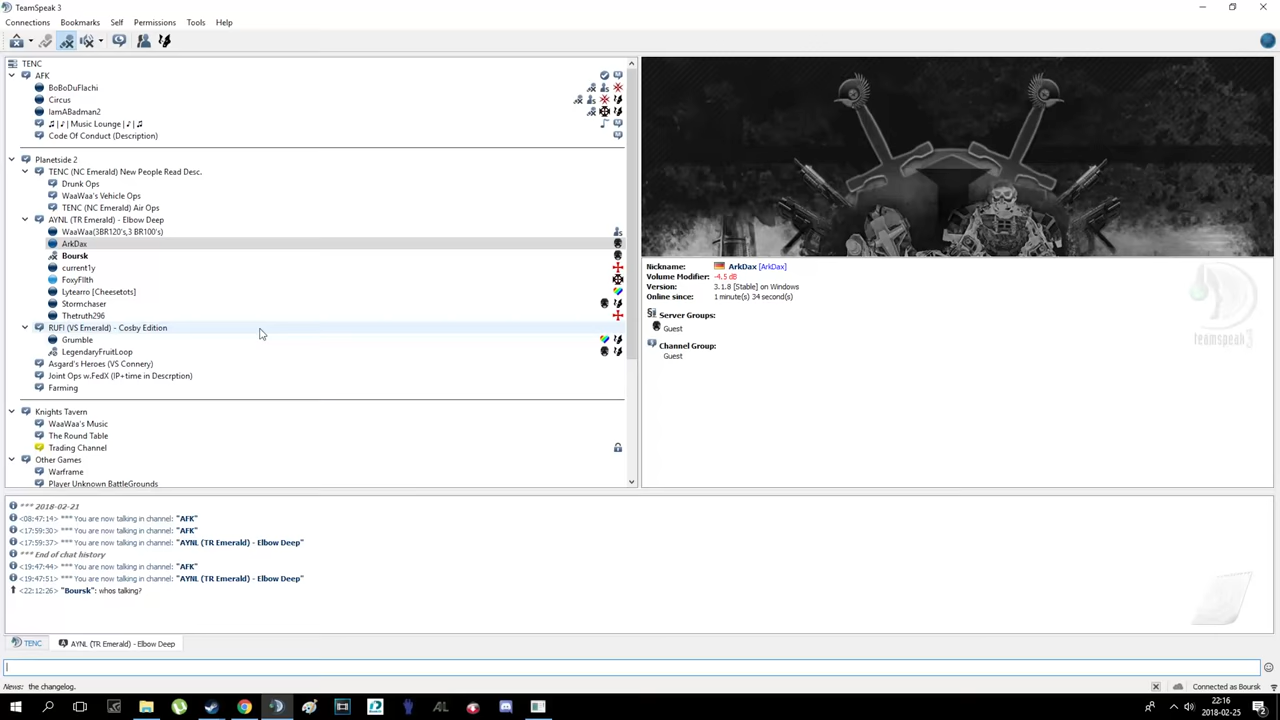 TeamSpeak 3
Connections Bookmarks Self Permissions Tools Help
TENC
AFK
BoBoDuFlachi
Circus
IamABadman2
♫ | ♪ | Music Lounge | ♪ | ♫
Code Of Conduct (Description)
Planetside 2
TENC (NC Emerald) New People Read Desc.
Drunk Ops
WaaWaa's Vehicle Ops
TENC (NC Emerald) Air Ops
AYNL (TR Emerald) - Elbow Deep
WaaWaa(3BR120's,3 BR100's)
ArkDax
Boursk
current1y
FoxyFIlth
Lytearro [Cheesetots]
Stormchaser
Thetruth296
RUFI (VS Emerald) - Cosby Edition
Grumble
LegendaryFruitLoop
Asgard's Heroes (VS Connery)
Joint Ops w.FedX (IP+time in Descrption)
Farming
Knights Tavern
WaaWaa's Music
The Round Table
Trading Channel
Other Games
Warframe
Player Unknown BattleGrounds
Nickname: ArkDax [ArkDax]
Volume Modifier: -4.5 dB
Version: 3.1.8 [Stable] on Windows
Online since: 1 minute(s) 34 second(s)
Server Groups:
Guest
Channel Group:
Guest
teamspeak3
*** 2018-02-21
<08:47:14> *** You are now talking in channel: "AFK"
<17:59:30> *** You are now talking in channel: "AFK"
<17:59:37> *** You are now talking in channel: "AYNL (TR Emerald) - Elbow Deep"
*** End of chat history
<19:47:44> *** You are now talking in channel: "AFK"
<19:47:51> *** You are now talking in channel: "AYNL (TR Emerald) - Elbow Deep"
<22:12:26> "Boursk": whos talking?
TENC AYNL (TR Emerald) - Elbow Deep
News: the changelog. Connected as Boursk
AL
22:16
2018-02-25
2